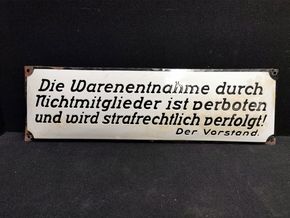 Die Warenentnahme durch
Nichtmitglieder ist verboten
und wird strafrechtlich verfolgt!
Der Vorstand.